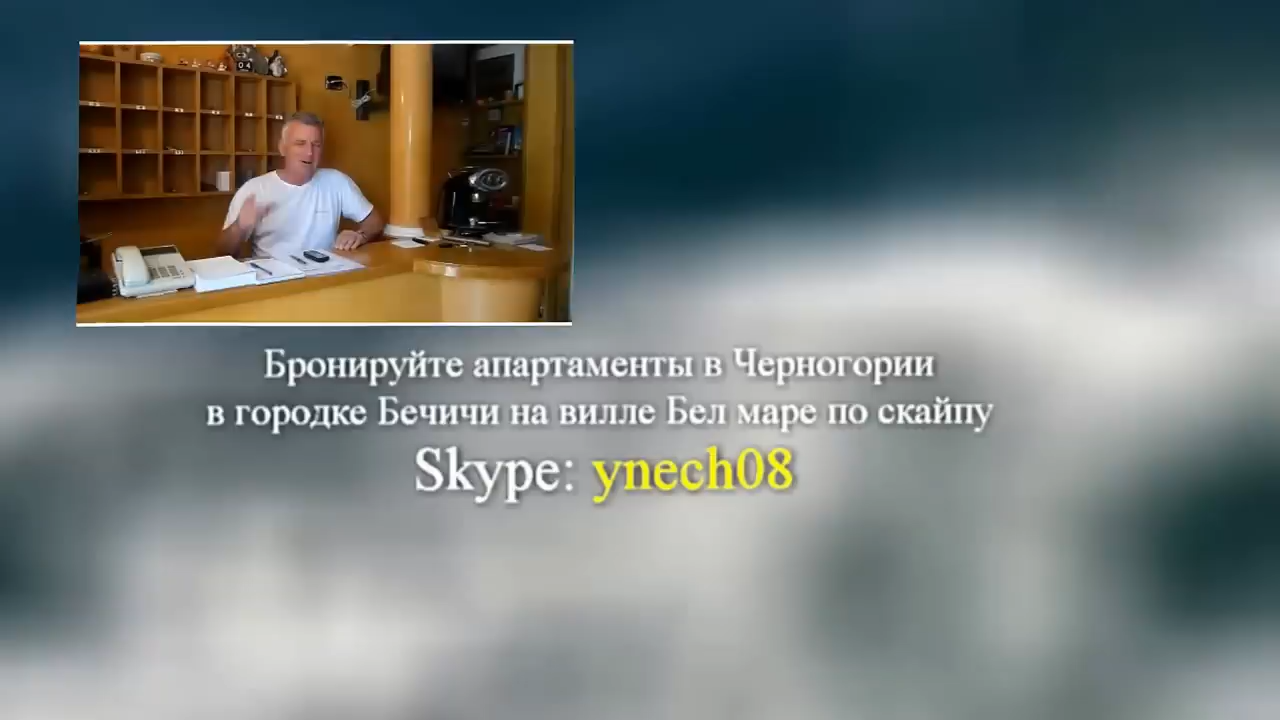 Бронируйте апартаменты в Черногории
в городке Бечичи на вилле Бел маре по скайпу
Skype: ynech08